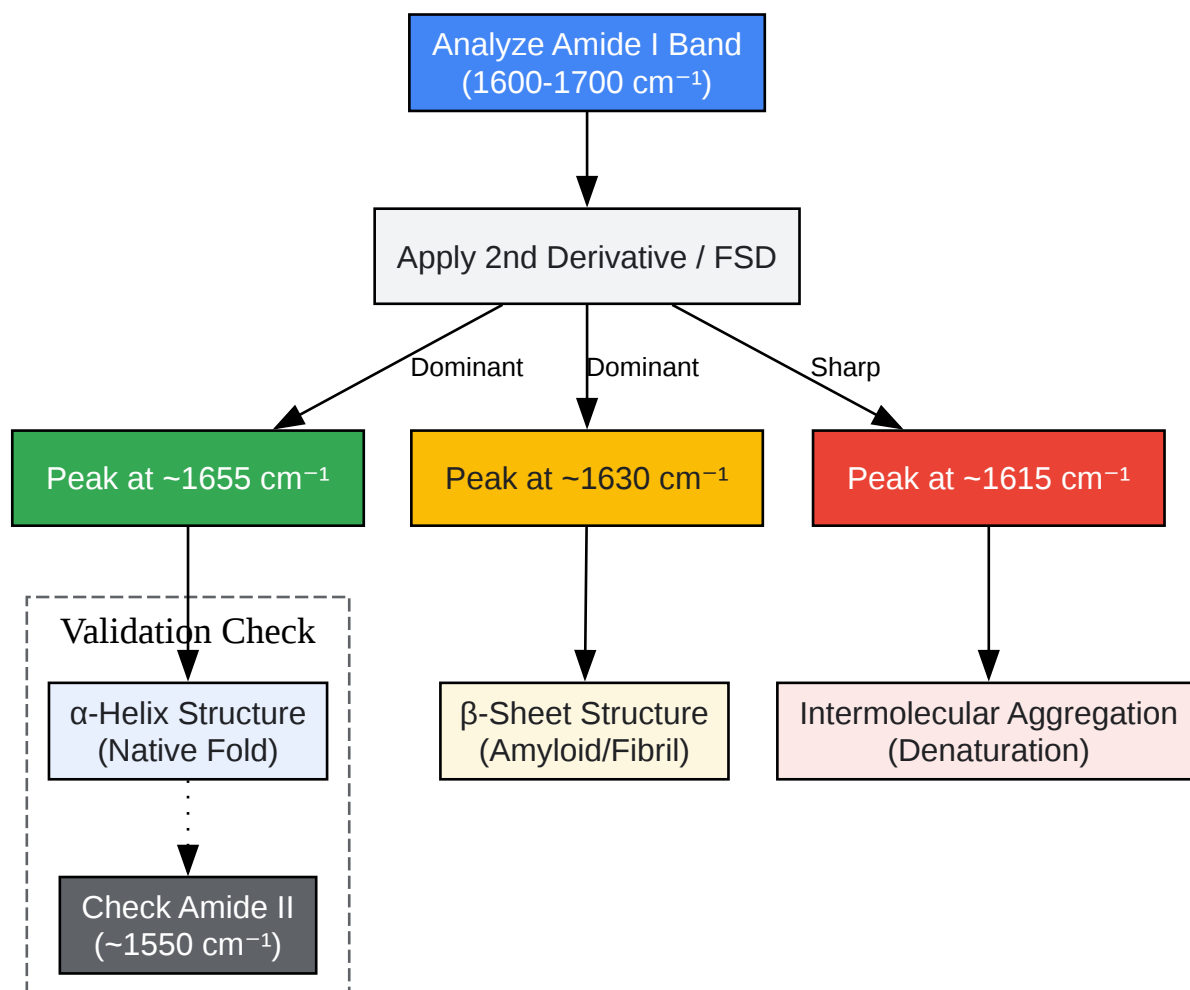 Analyze Amide I Band
(1600-1700 cm⁻¹)
Apply 2nd Derivative / FSD
Dominant
Dominant
Sharp
Peak at ~1655 cm⁻¹
Peak at ~1630 cm⁻¹
Peak at ~1615 cm⁻¹
Validation Check
α-Helix Structure
(Native Fold)
β-Sheet Structure
(Amyloid/Fibril)
Intermolecular Aggregation
(Denaturation)
Check Amide II
(~1550 cm⁻¹)